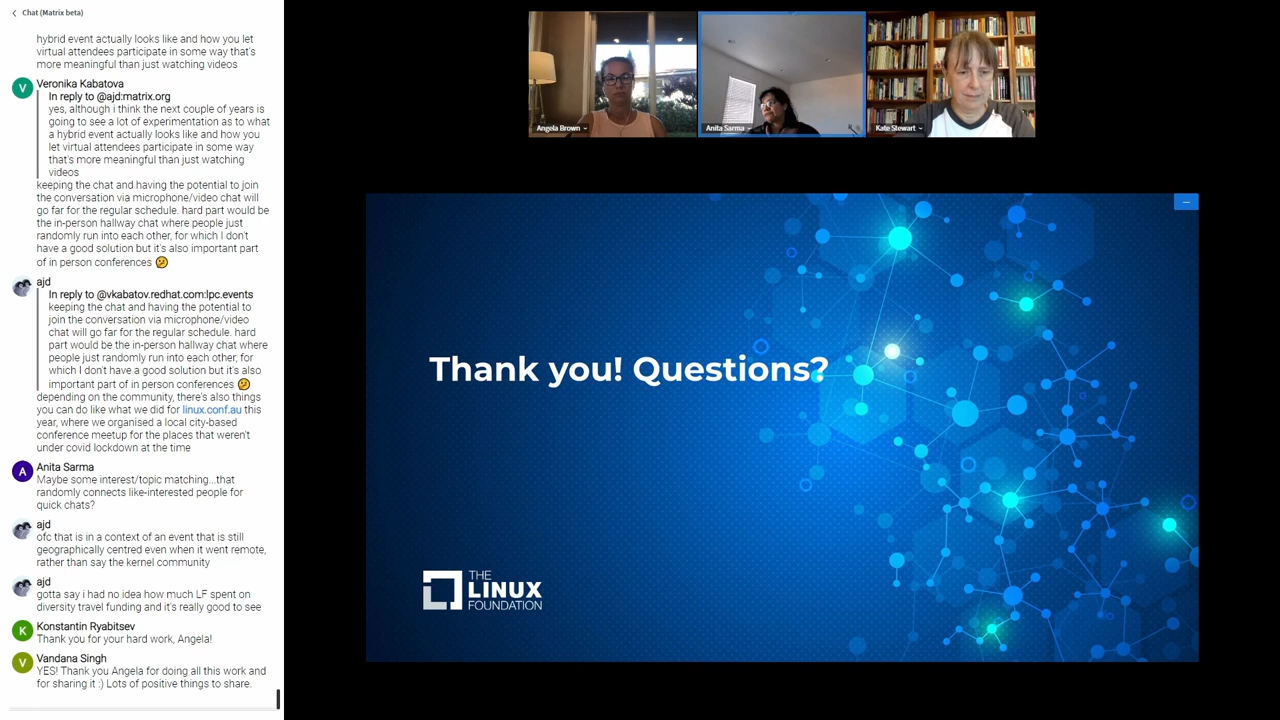 Chat (Matrix beta)
hybrid event actually looks like and how you let
virtual attendees participate in some way that's
more meaningful than just watching videos
V
Veronika Kabatova
In reply to @ajd:matrix.org
yes, although i think the next couple of years is
going to see a lot of experimentation as to what
a hybrid event actually looks like and how you
let virtual attendees participate in some way
that's more meaningful than just watching
videos
keeping the chat and having the potential to join
the conversation via microphone/video chat will
go far for the regular schedule. hard part would be
the in-person hallway chat where people just
randomly run into each other, for which I don't
have a good solution but it's also important part
of in person conferences 😕
ajd
In reply to @vkabatov.redhat.com:lpc.events
keeping the chat and having the potential to
join the conversation via microphone/video
chat will go far for the regular schedule. hard
part would be the in-person hallway chat where
people just randomly run into each other, for
which I don't have a good solution but it's also
important part of in person conferences 😕
depending on the community, there's also things
you can do like what we did for linux.conf.au this
year, where we organised a local city-based
conference meetup for the places that weren't
under covid lockdown at the time
A
Anita Sarma
Maybe some interest/topic matching...that
randomly connects like-interested people for
quick chats?
ajd
ofc that is in a context of an event that is still
geographically centred even when it went remote,
rather than say the kernel community
ajd
gotta say i had no idea how much LF spent on
diversity travel funding and it's really good to see
K
Konstantin Ryabitsev
Thank you for your hard work, Angela!
V
Vandana Singh
YES! Thank you Angela for doing all this work and
for sharing it :) Lots of positive things to share.
Angela Brown
Anita Sarma
Kate Stewart
Thank you! Questions?
THE
LINUX
FOUNDATION